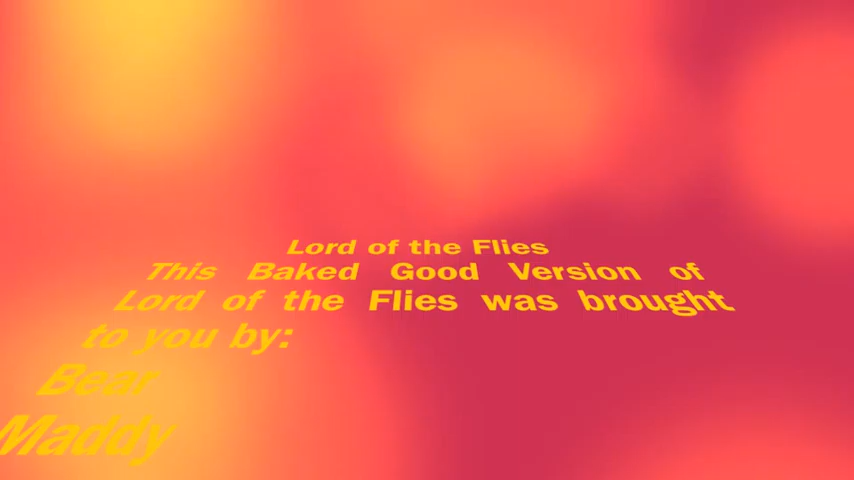 Lord of the Flies
This Baked Good Version of
Lord of the Flies was brought
to you by:
Bear
Maddy